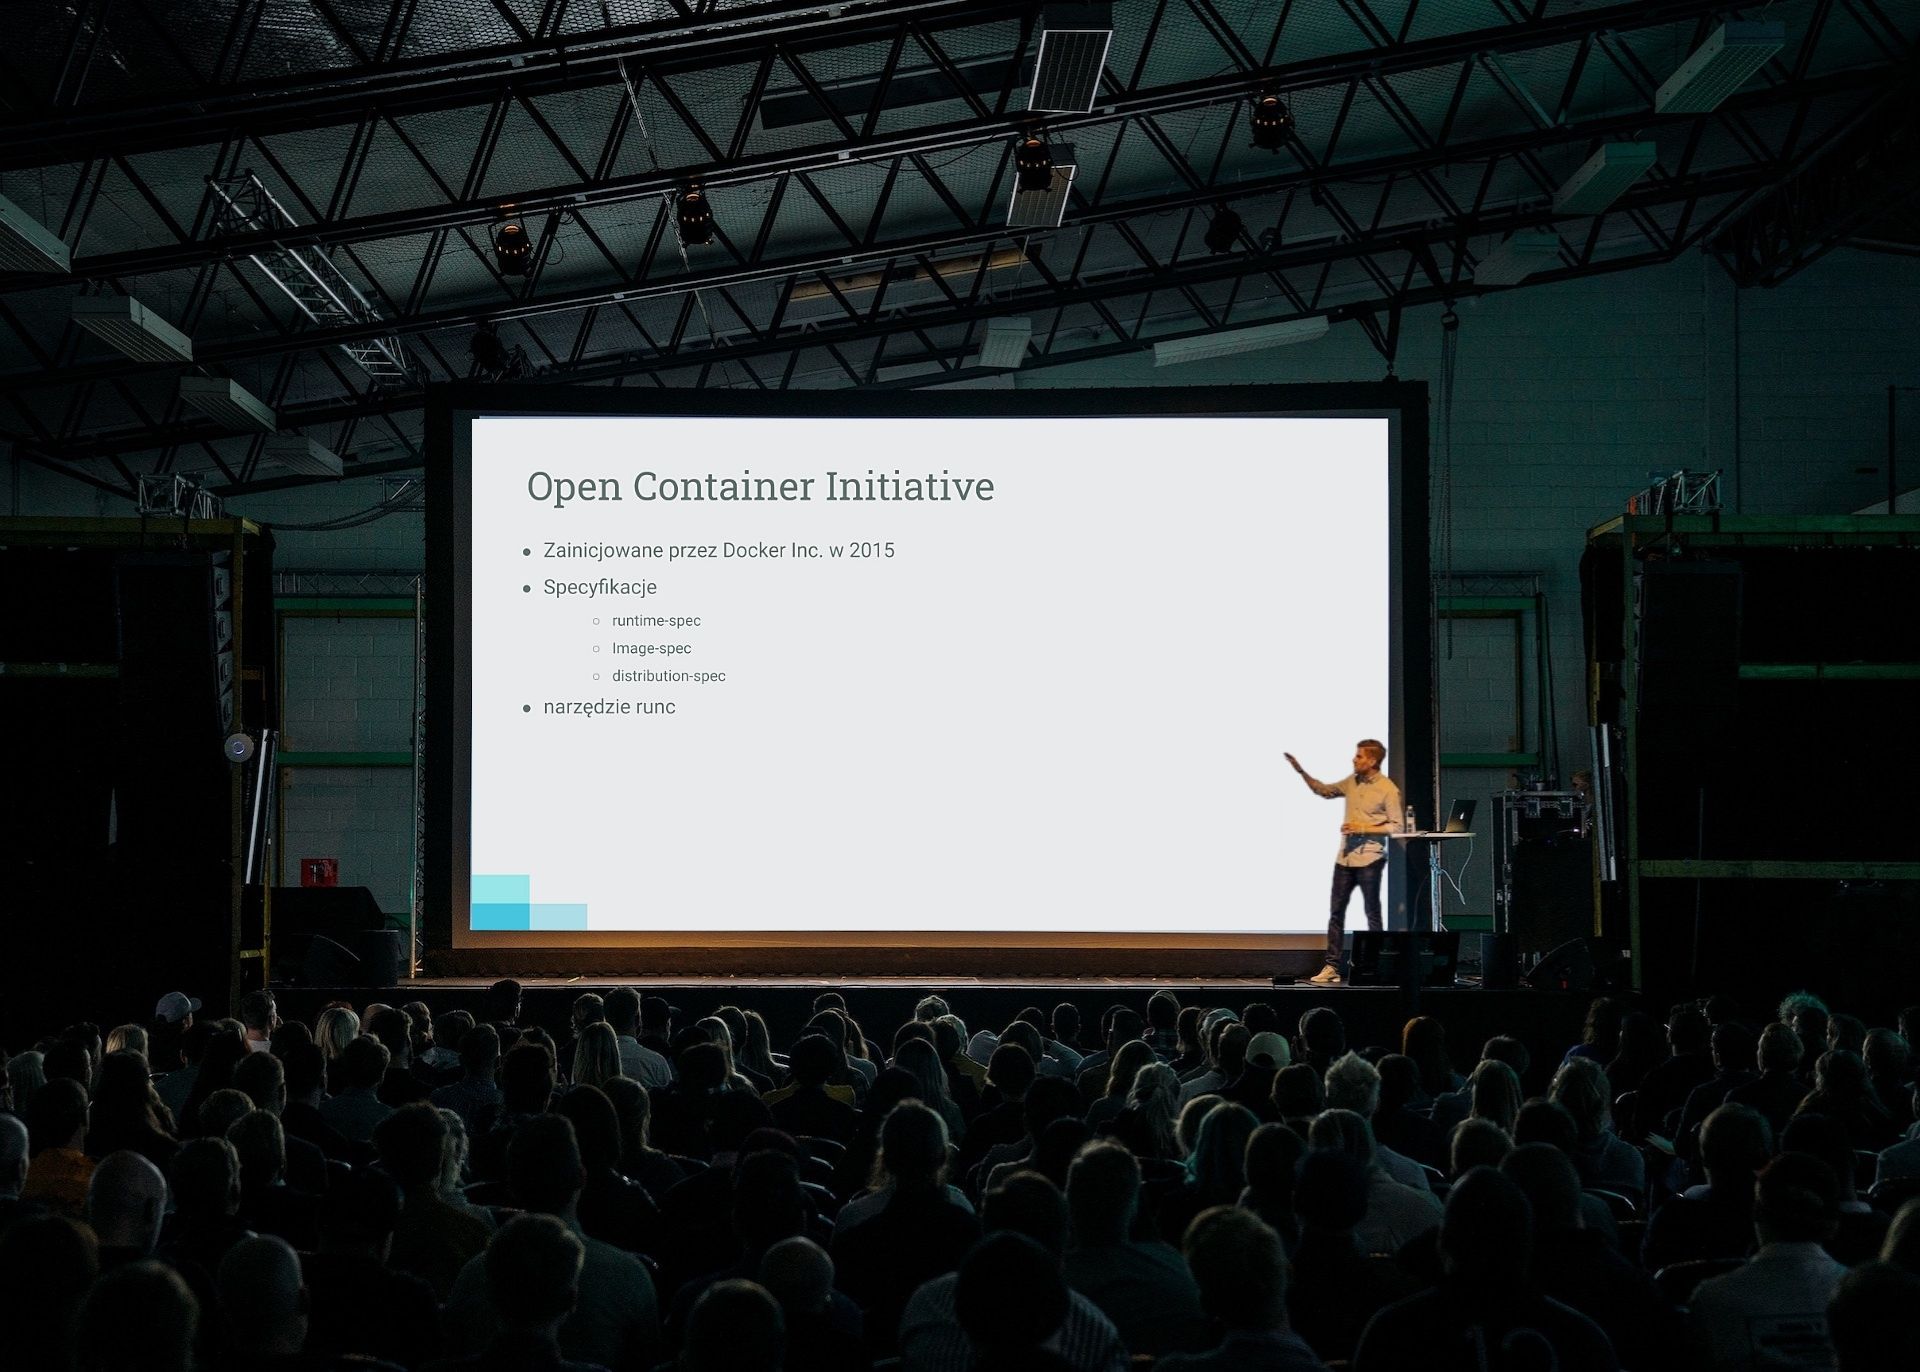 Open Container Initiative
Zainicjowane przez Docker Inc. w 2015
Specyfikacje
runtime-spec
Image-spec
distribution-spec
narzędzie runc